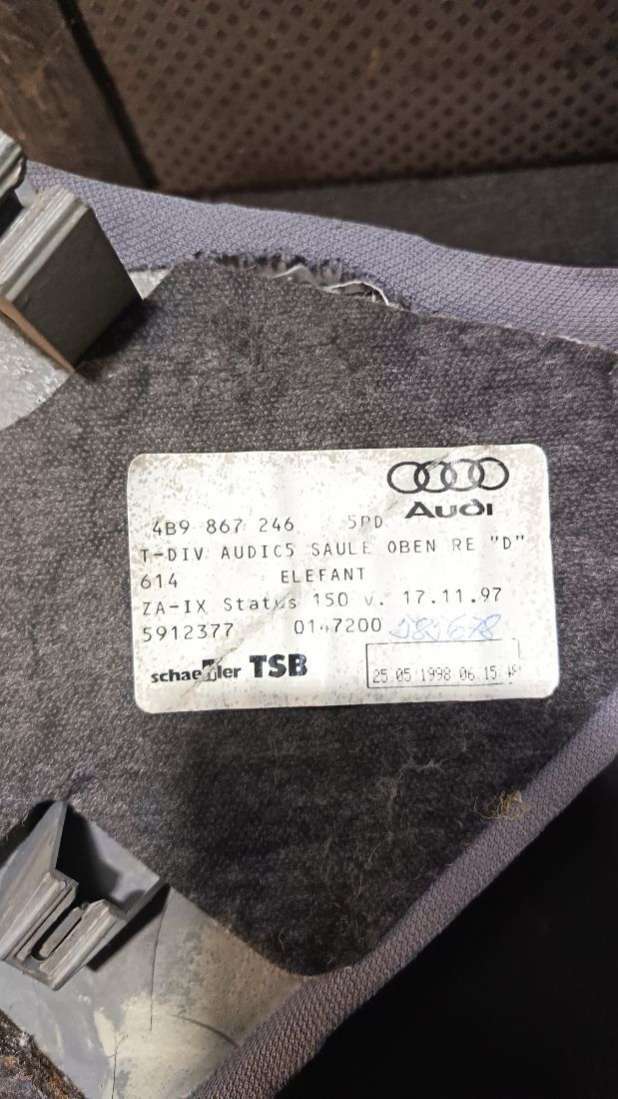 Audi
4B9 867 246 5PD
T-DIV AUDIC5 SAULE OBEN RE "D"
614 ELEFANT
ZA-IX Status 150 v. 17.11.97
5912377 0147200
schaeffler TSB
25 05 1998 06 15